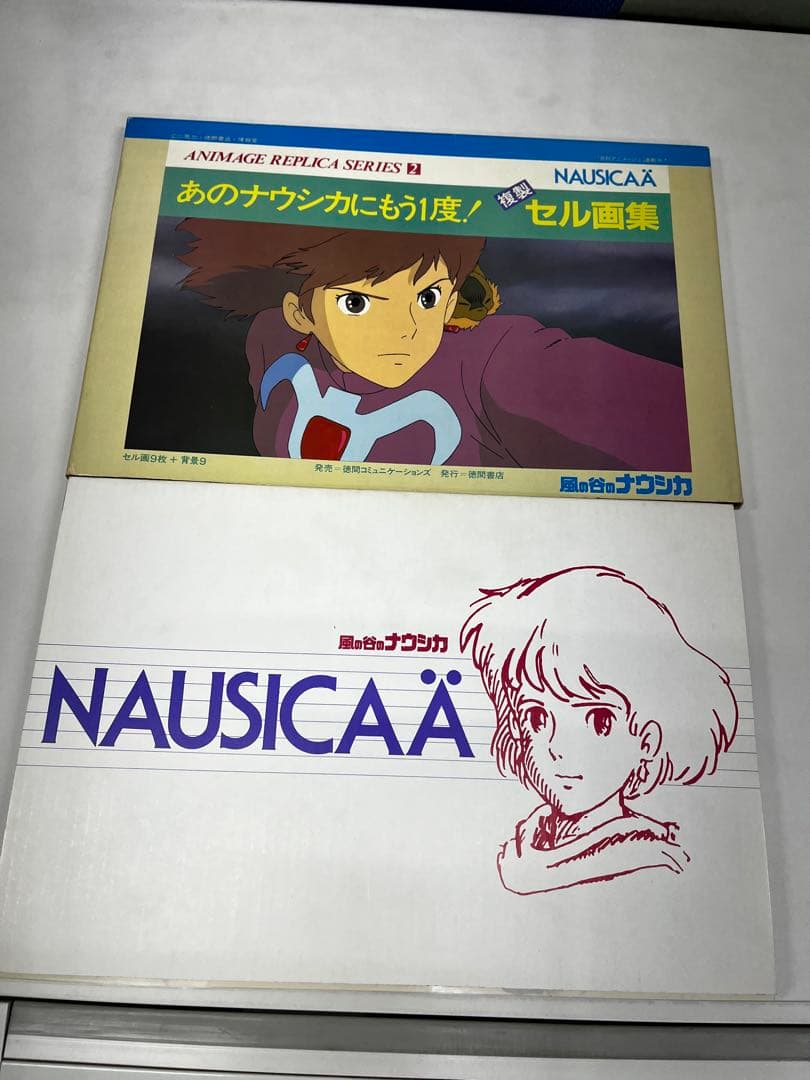 ANIMAGE REPLICA SERIES 2
NAUSICAÄ
あのナウシカにもう1度! 複製 セル画集
セル画9枚+背景9
発売=徳間コミュニケーションズ 発行=徳間書店
風の谷のナウシカ
風の谷のナウシカ
NAUSICAÄ